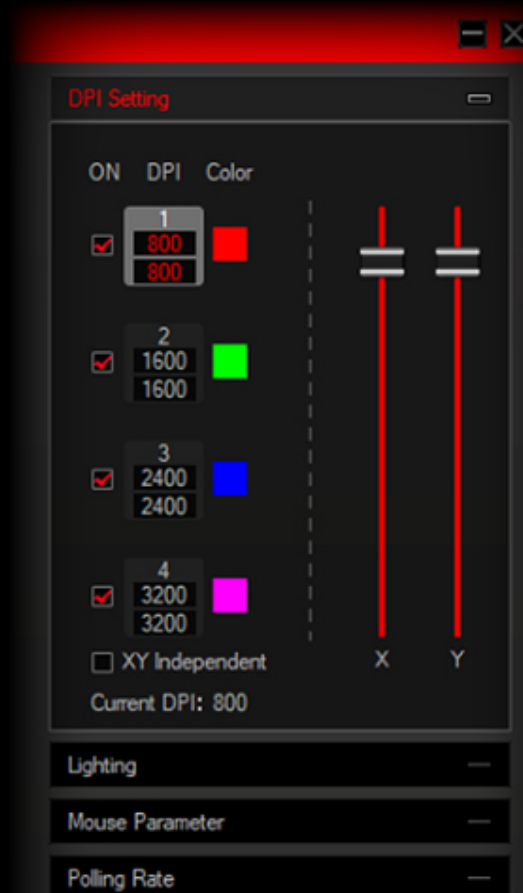 DPI Setting
ON DPI Color
1
800
800
2
1600
1600
3
2400
2400
4
3200
3200
XY Independent
X Y
Current DPI: 800
Lighting
Mouse Parameter
Polling Rate